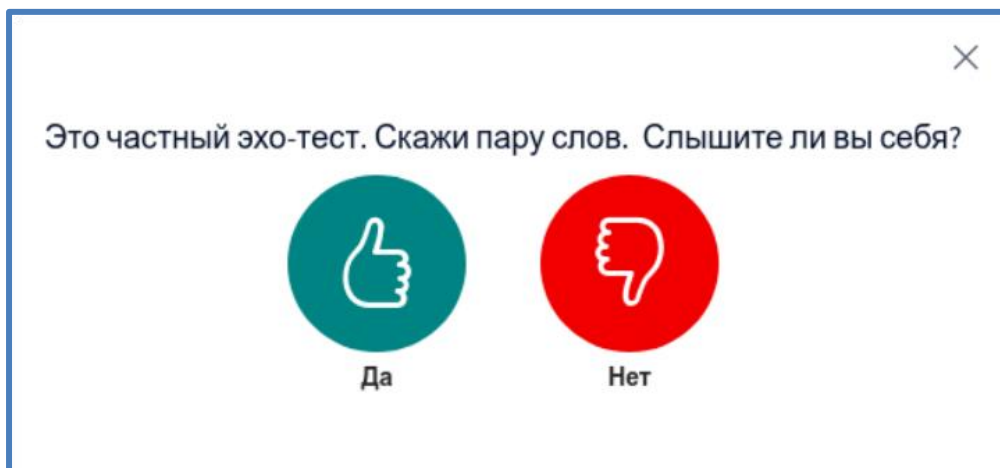 Это частный эхо-тест. Скажи пару слов. Слышите ли вы себя?
Да
Нет